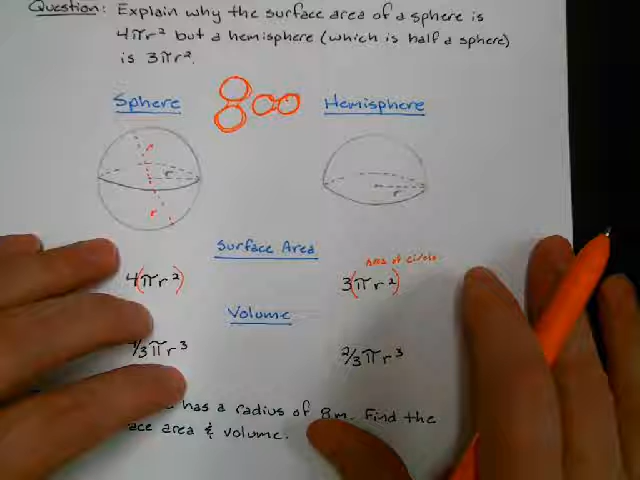 Question: Explain why the surface area of a sphere is
4πr² but a hemisphere (which is half a sphere)
is 3πr².
Sphere
Hemisphere
r
r
r
r
Surface Area
area of circle
4(πr²)
3(πr²)
Volume
/3πr³
2/3πr³
has a radius of 8m. Find the
area & volume.